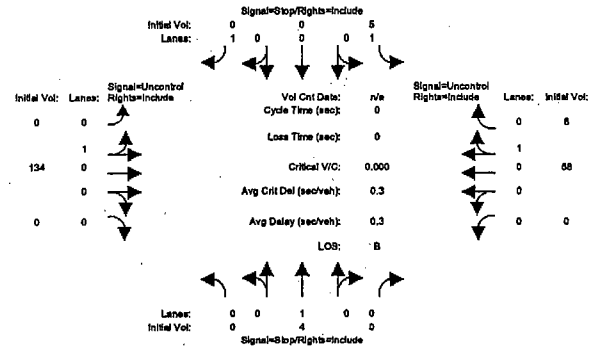 Signal=Stop/Rights=Include
Initial Vol: 0 0 5
Lanes: 1 0 0 0 1
Signal=Uncontrol
Initial Vol: Lanes: Rights=Include
Vol Cnt Date: n/a
Signal=Uncontrol
Rights=Include Lanes: Initial Vol:
Cycle Time (sec): 0
0 0
0 6
Loss Time (sec): 0
1
1
134 0
Critical V/C: 0.000
0 68
0
Avg Crit Del (sec/veh): 0.3
0
0 0
Avg Delay (sec/veh): 0.3
0 0
LOS: B
Lanes: 0 0 1 0 0
Initial Vol: 0 4 0
Signal=Stop/Rights=Include